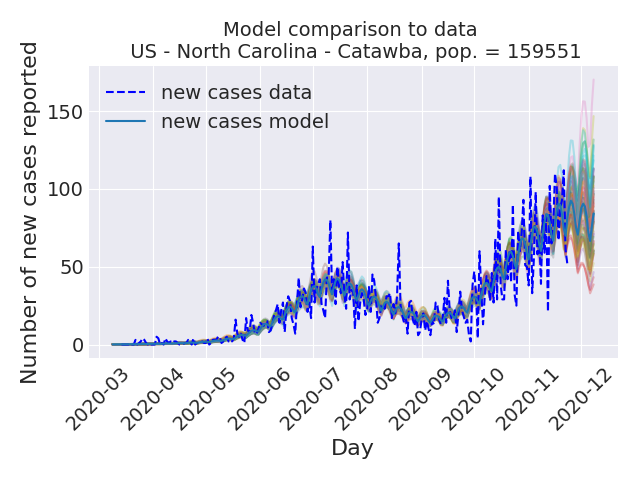 Model comparison to data
US - North Carolina - Catawba, pop. = 159551
Number of new cases reported
new cases data
new cases model
150
100
50
0
2020-03
2020-04
2020-05
2020-06
2020-07
2020-08
2020-09
2020-10
2020-11
2020-12
Day